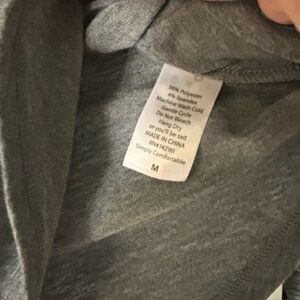 96% Polyester
4% Spandex
Machine Wash Cold
Gentle Cycle
Do Not Bleach
Hang Dry
or you'll be sad
MADE IN CHINA
RN#142161
Simply Comfortable
M